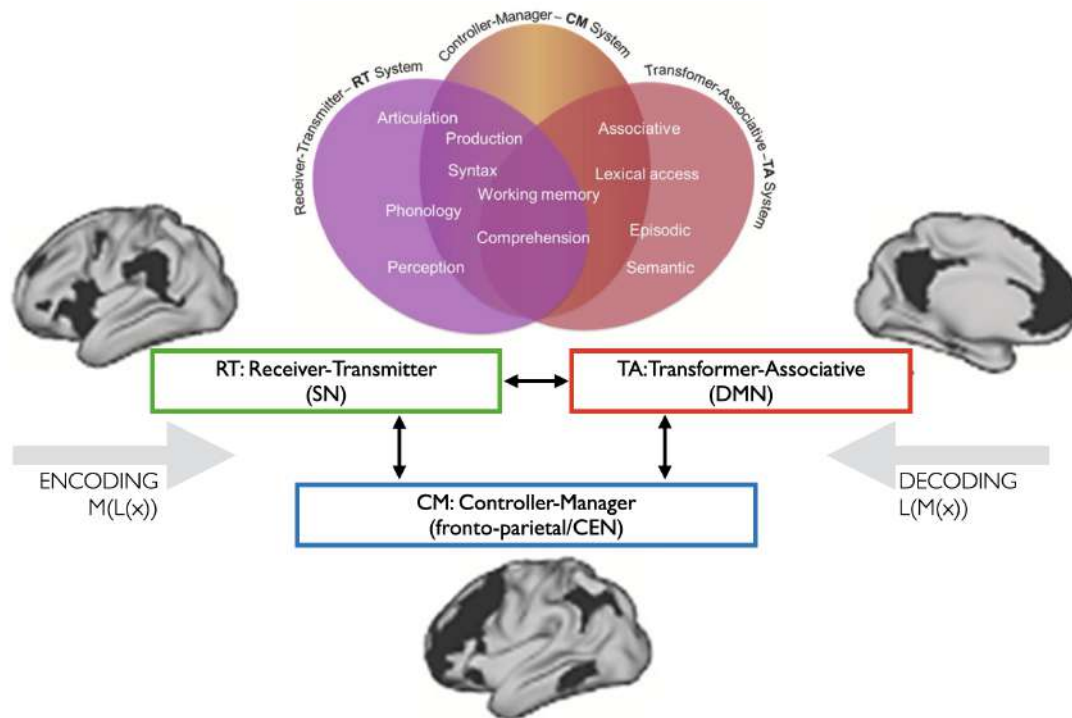 Controller-Manager – CM System
Receiver-Transmitter – RT System
Transfomer-Associative – TA System
Articulation
Production
Syntax
Working memory
Phonology
Comprehension
Perception
Associative
Lexical access
Episodic
Semantic
RT: Receiver-Transmitter
(SN)
TA:Transformer-Associative
(DMN)
ENCODING
M(L(x))
DECODING
L(M(x))
CM: Controller-Manager
(fronto-parietal/CEN)